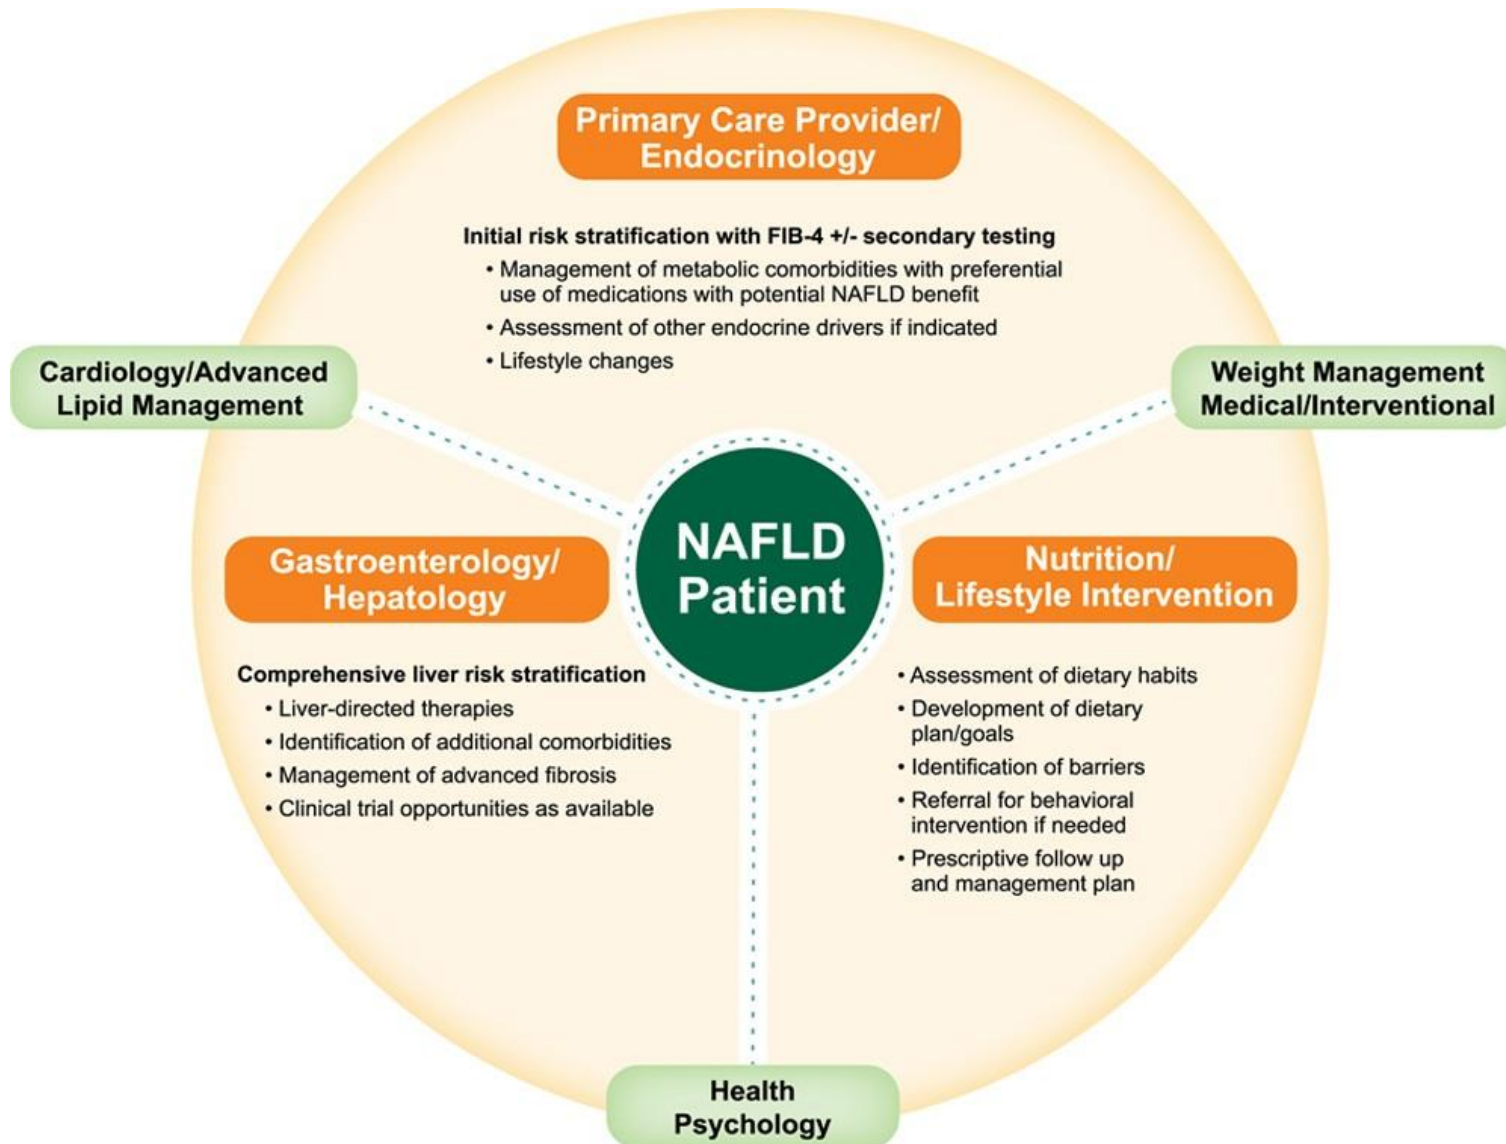 Primary Care Provider/
Endocrinology
Initial risk stratification with FIB-4 +/- secondary testing
• Management of metabolic comorbidities with preferential
use of medications with potential NAFLD benefit
• Assessment of other endocrine drivers if indicated
• Lifestyle changes
Cardiology/Advanced
Lipid Management
Weight Management
Medical/Interventional
NAFLD
Patient
Gastroenterology/
Hepatology
Comprehensive liver risk stratification
• Liver-directed therapies
• Identification of additional comorbidities
• Management of advanced fibrosis
• Clinical trial opportunities as available
Nutrition/
Lifestyle Intervention
• Assessment of dietary habits
• Development of dietary
plan/goals
• Identification of barriers
• Referral for behavioral
intervention if needed
• Prescriptive follow up
and management plan
Health
Psychology